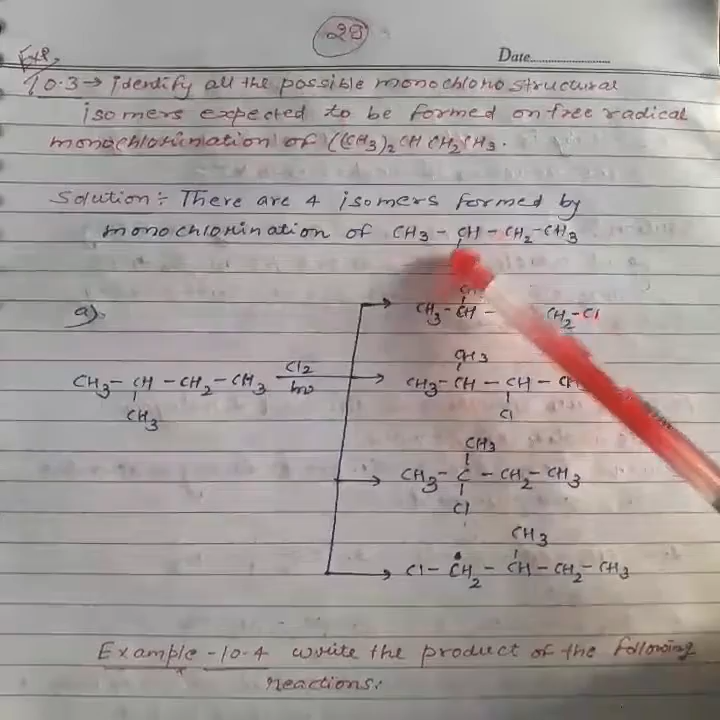 28
Exp. Date
10.3→ identify all the possible monochloro structural
isomers expected to be formed on free radical
monochlorination of ((CH3)2 CH CH2 CH3.
Solution:- There are 4 isomers formed by
monochlorination of CH3 - CH - CH2 - CH3
a).
CH3 - CH - CH2 - CH3
CH3
Cl2
hν
CH3 - CH - CH2 - Cl
CH3
CH3 - CH - CH -
Cl
CH3
CH3 - C - CH2 - CH3
Cl
CH3
Cl - CH2 - CH - CH2 - CH3
Example - 10.4 write the product of the following
reactions: